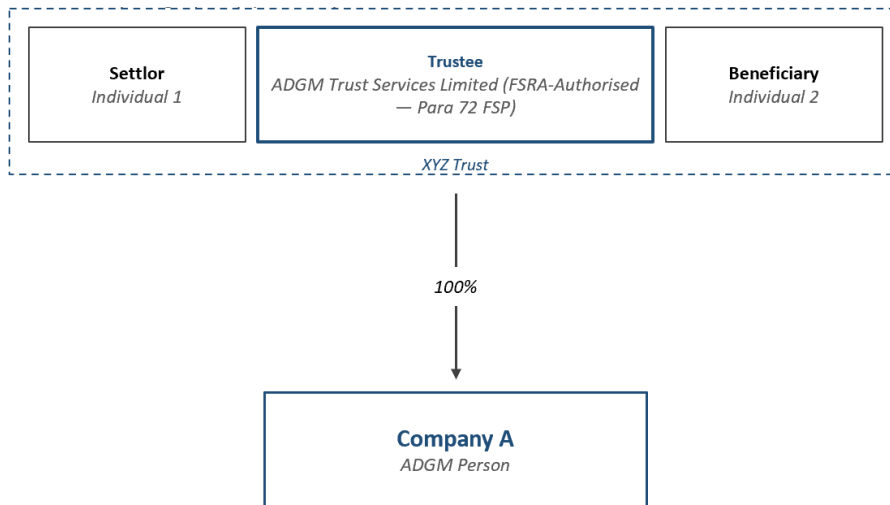 Settlor
Individual 1
Trustee
ADGM Trust Services Limited (FSRA-Authorised
— Para 72 FSP)
Beneficiary
Individual 2
XYZ Trust
100%
Company A
ADGM Person